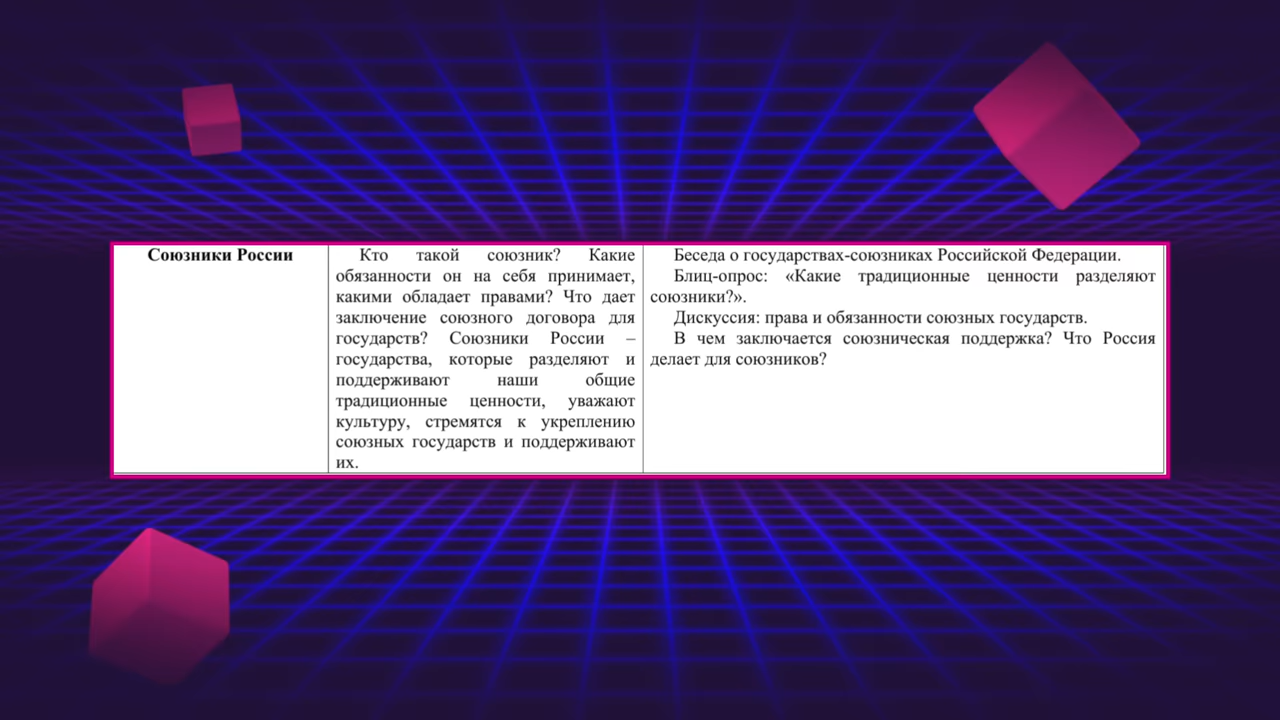 Союзники России
Кто такой союзник? Какие
обязанности он на себя принимает,
какими обладает правами? Что дает
заключение союзного договора для
государств? Союзники России –
государства, которые разделяют и
поддерживают наши общие
традиционные ценности, уважают
культуру, стремятся к укреплению
союзных государств и поддерживают
их.
Беседа о государствах-союзниках Российской Федерации.
Блиц-опрос: «Какие традиционные ценности разделяют
союзники?».
Дискуссия: права и обязанности союзных государств.
В чем заключается союзническая поддержка? Что Россия
делает для союзников?